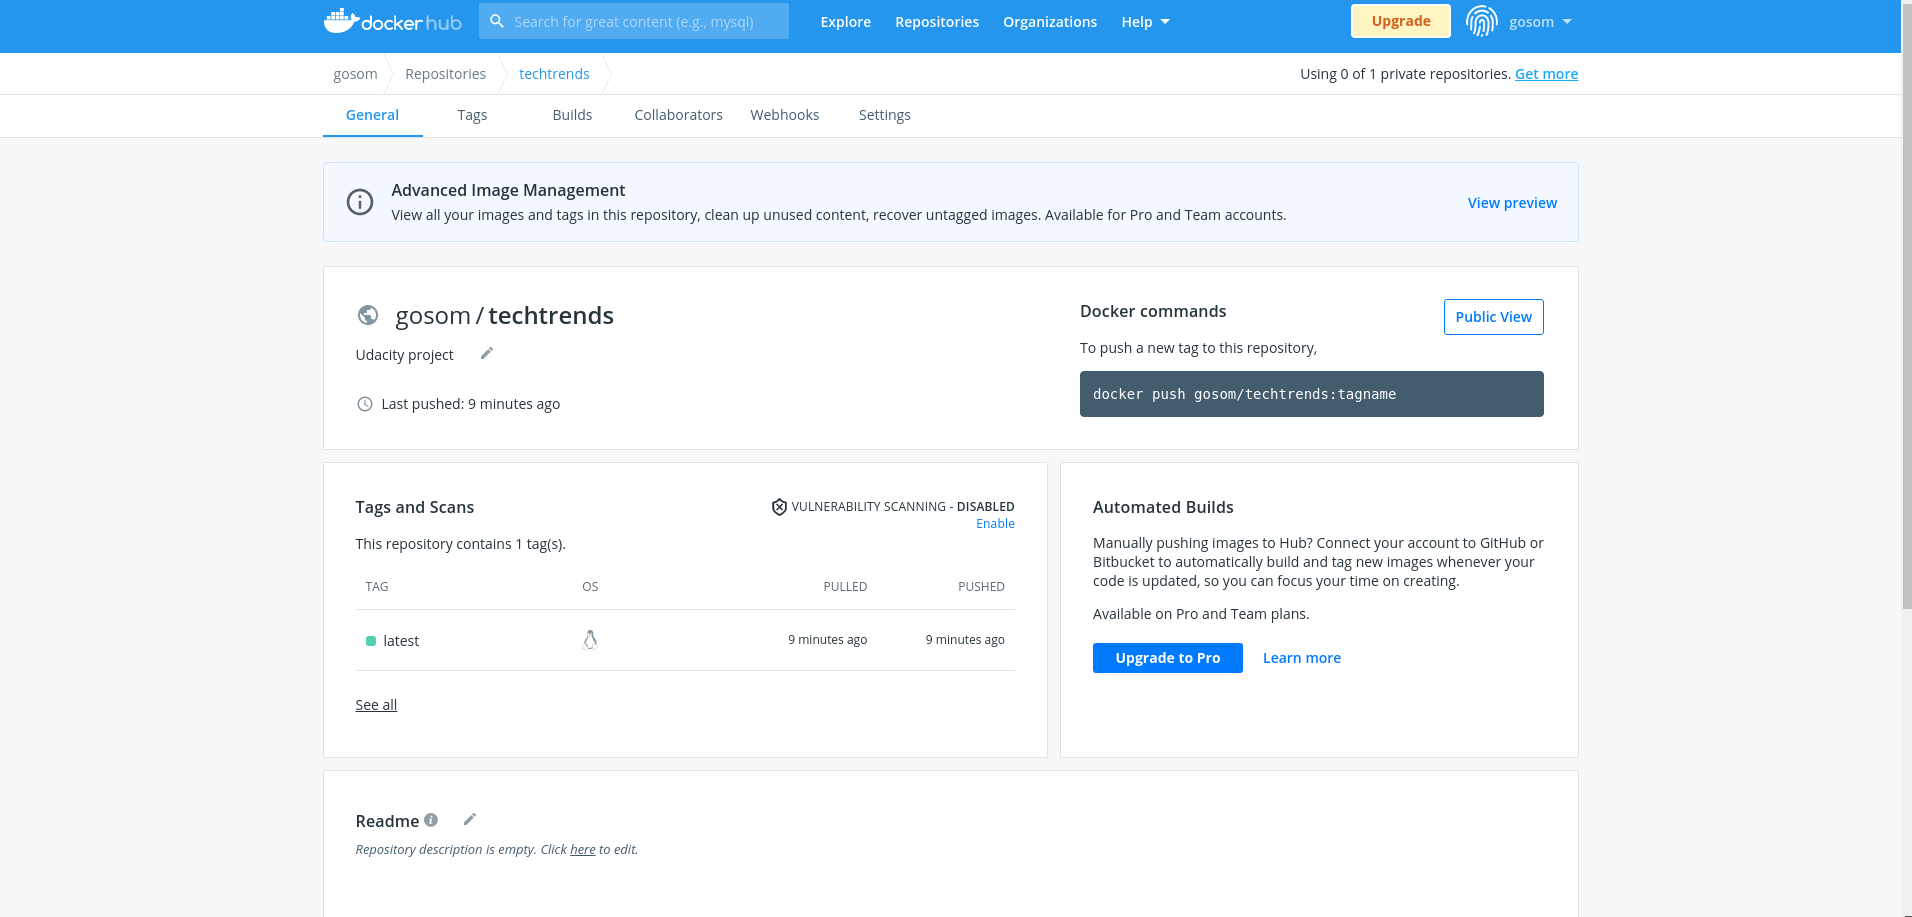 docker hub
Search for great content (e.g., mysql)
Explore
Repositories
Organizations
Help
Upgrade
gosom
gosom
Repositories
techtrends
Using 0 of 1 private repositories. Get more
General
Tags
Builds
Collaborators
Webhooks
Settings
Advanced Image Management
View all your images and tags in this repository, clean up unused content, recover untagged images. Available for Pro and Team accounts.
View preview
gosom / techtrends
Udacity project
Last pushed: 9 minutes ago
Docker commands
Public View
To push a new tag to this repository,
docker push gosom/techtrends:tagname
Tags and Scans
VULNERABILITY SCANNING - DISABLED
Enable
This repository contains 1 tag(s).
TAG
OS
PULLED
PUSHED
latest
9 minutes ago
9 minutes ago
See all
Automated Builds
Manually pushing images to Hub? Connect your account to GitHub or
Bitbucket to automatically build and tag new images whenever your
code is updated, so you can focus your time on creating.
Available on Pro and Team plans.
Upgrade to Pro
Learn more
Readme
Repository description is empty. Click here to edit.